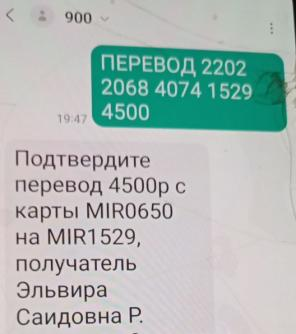 900
ПЕРЕВОД 2202
2068 4074 1529
4500
19:47
Подтвердите
перевод 4500р с
карты MIR0650
на MIR1529,
получатель
Эльвира
Саидовна Р.